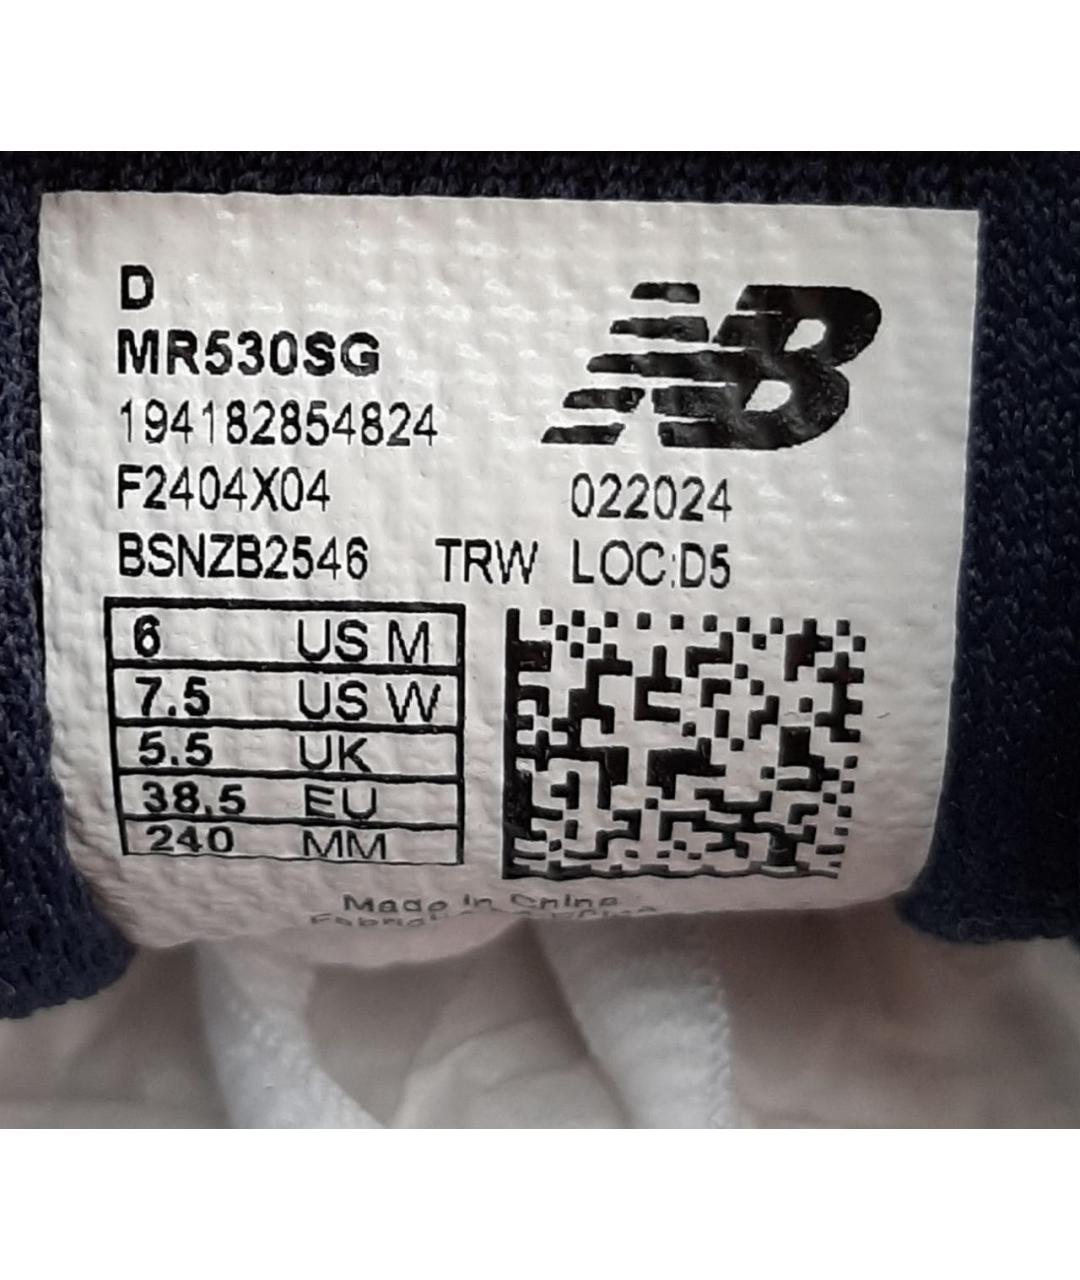 D
MR530SG
194182854824
F2404X04 022024
BSNZB2546 TRW LOC:D5
6 US M
7.5 US W
5.5 UK
38.5 EU
240 MM
Made in China